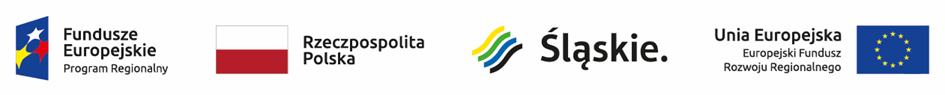 Fundusze
Europejskie
Program Regionalny
Rzeczpospolita
Polska
Śląskie.
Unia Europejska
Europejski Fundusz
Rozwoju Regionalnego